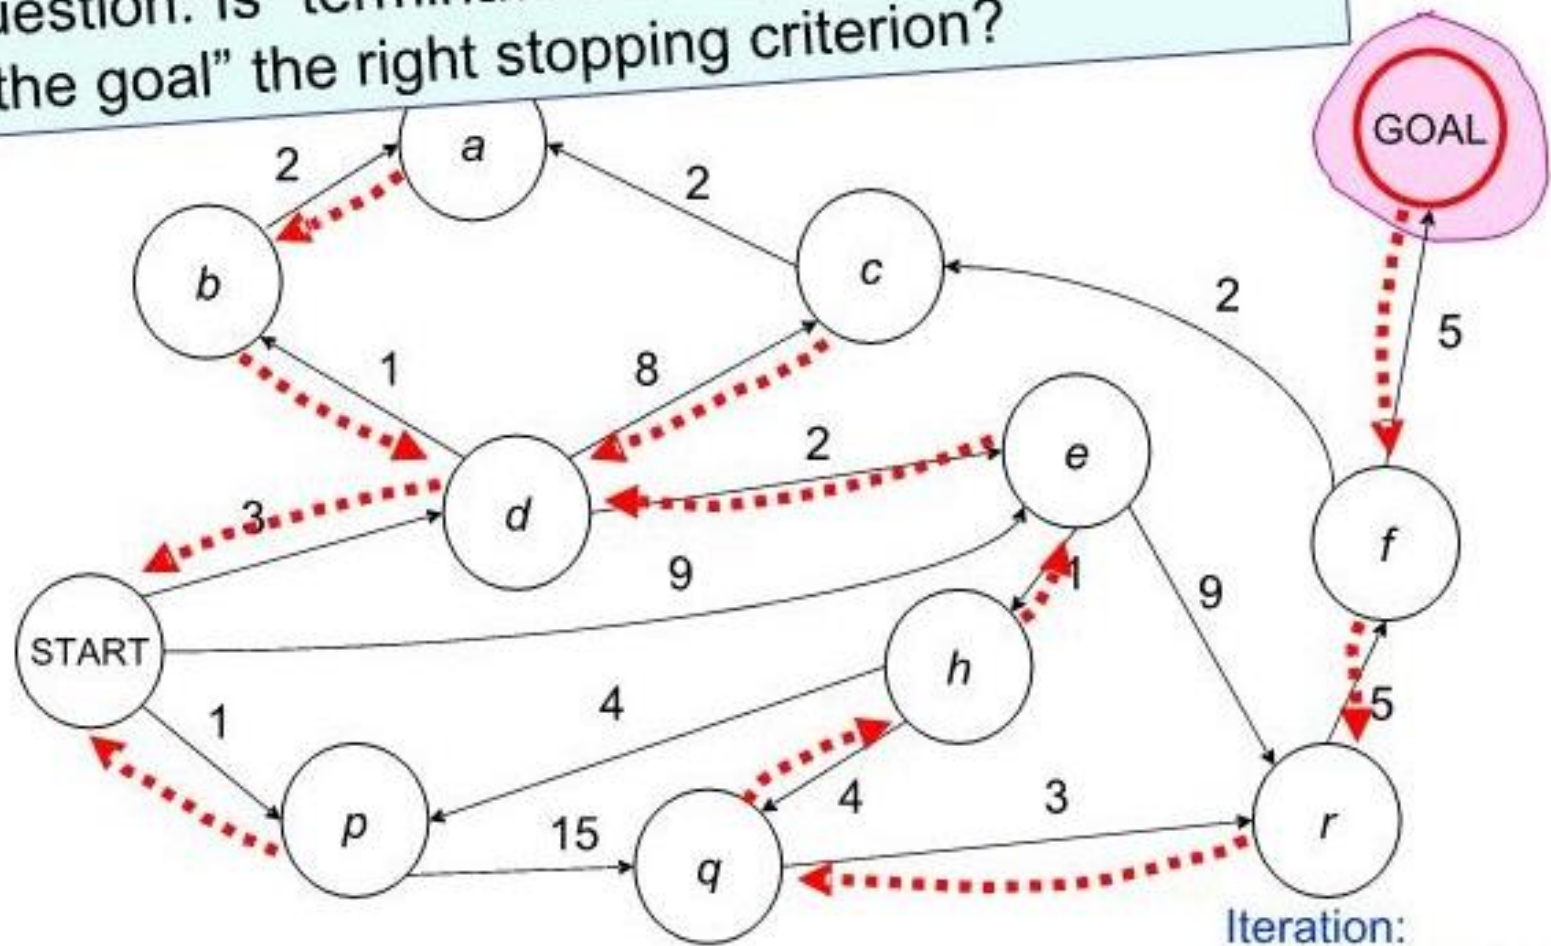 the goal” the right stopping criterion?
GOAL
2
a
2
b
c
2
5
1
8
2
e
3
d
9
1
9
f
START
h
5
1
4
p
15
q
4
3
r
Iteration: